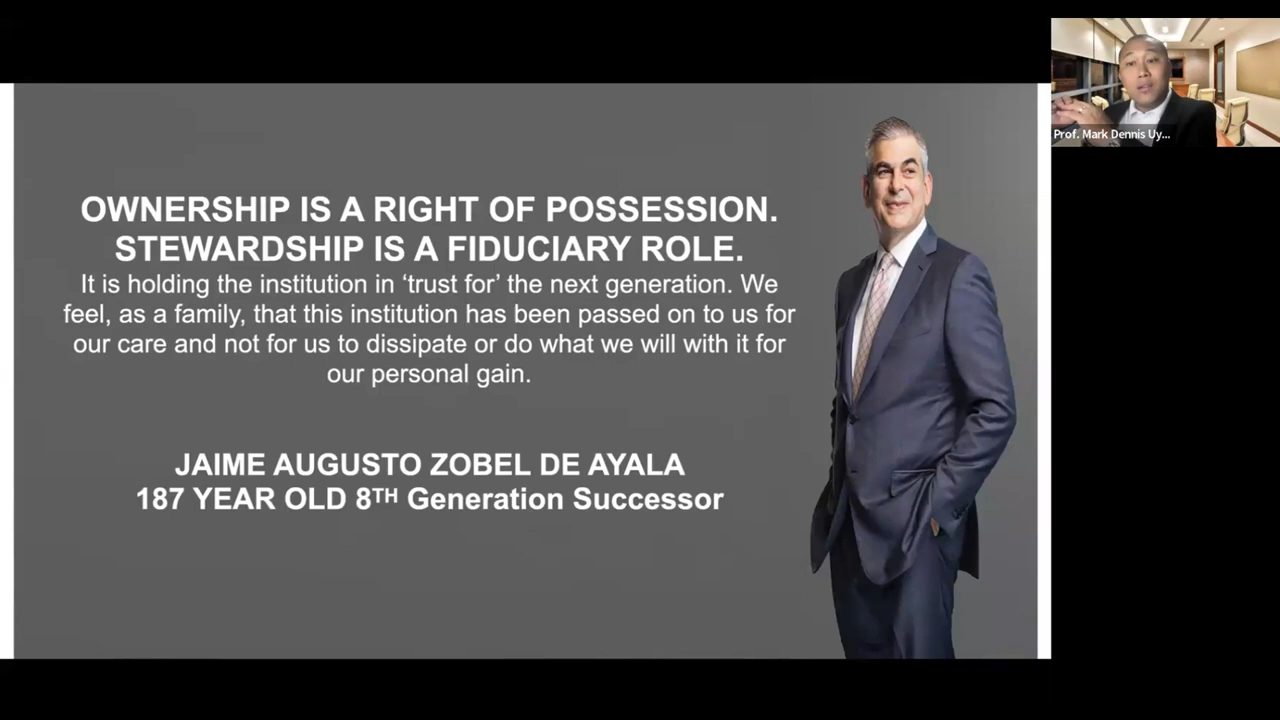 OWNERSHIP IS A RIGHT OF POSSESSION.
STEWARDSHIP IS A FIDUCIARY ROLE.
It is holding the institution in ‘trust for’ the next generation. We
feel, as a family, that this institution has been passed on to us for
our care and not for us to dissipate or do what we will with it for
our personal gain.
JAIME AUGUSTO ZOBEL DE AYALA
187 YEAR OLD 8TH Generation Successor
Prof. Mark Dennis Uy...